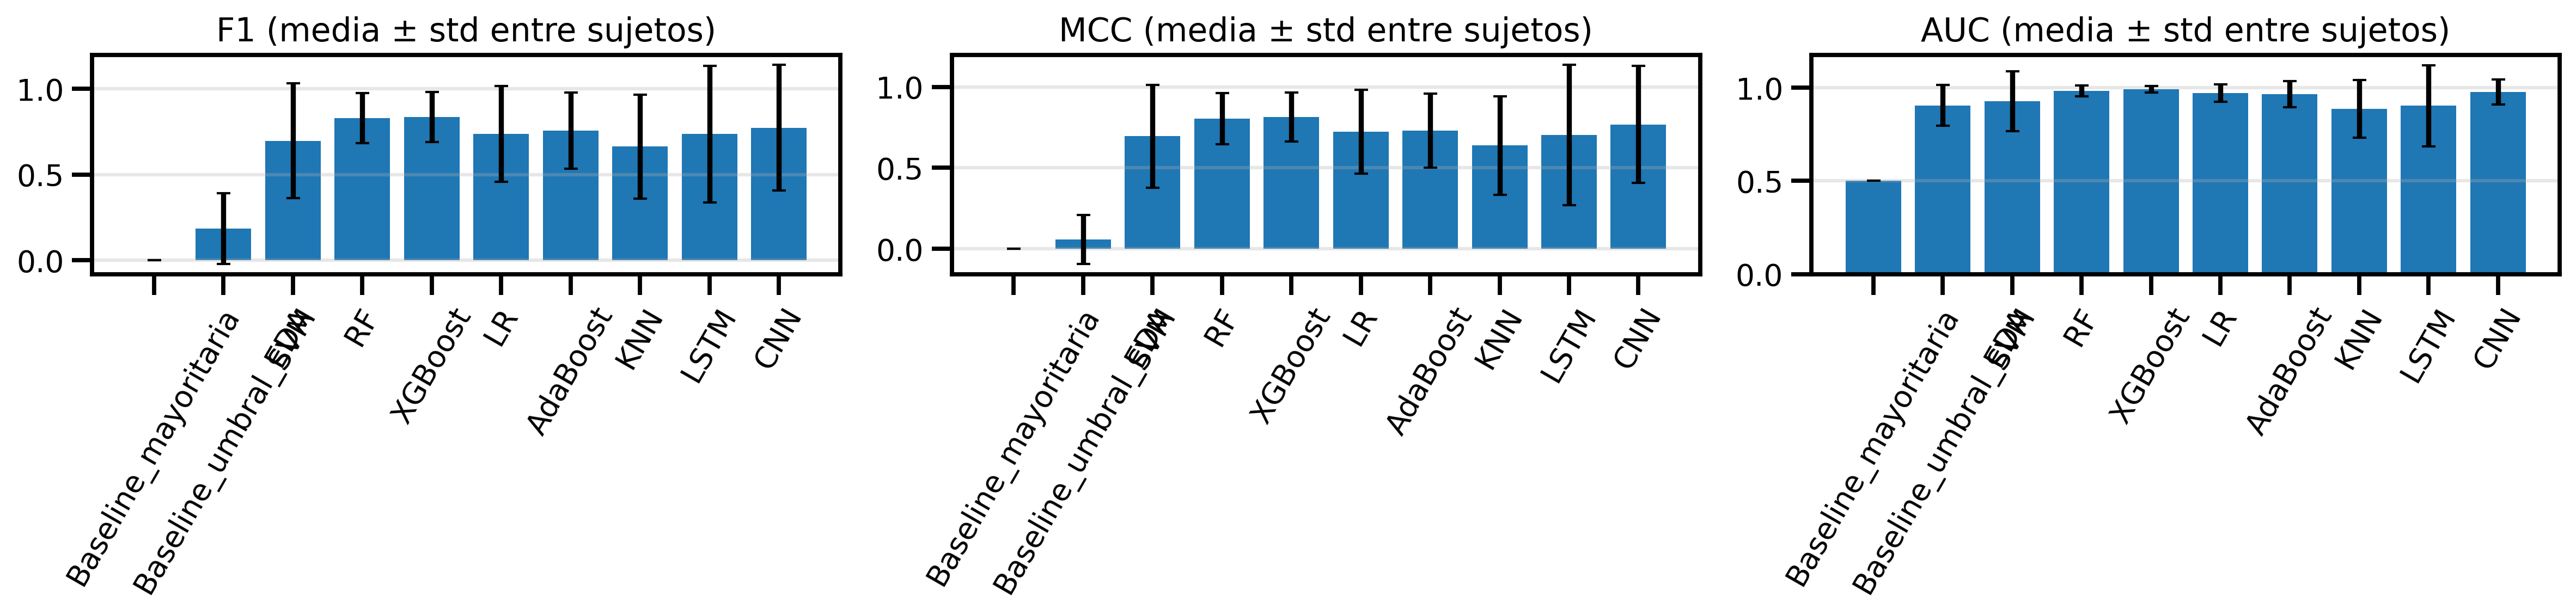 F1 (media ± std entre sujetos)
1.0
0.5
0.0
Baseline_mayoritaria
Baseline_umbral_EDA
SVM
RF
XGBoost
LR
AdaBoost
KNN
LSTM
CNN
MCC (media ± std entre sujetos)
1.0
0.5
0.0
Baseline_mayoritaria
Baseline_umbral_EDA
SVM
RF
XGBoost
LR
AdaBoost
KNN
LSTM
CNN
AUC (media ± std entre sujetos)
1.0
0.5
0.0
Baseline_mayoritaria
Baseline_umbral_EDA
SVM
RF
XGBoost
LR
AdaBoost
KNN
LSTM
CNN